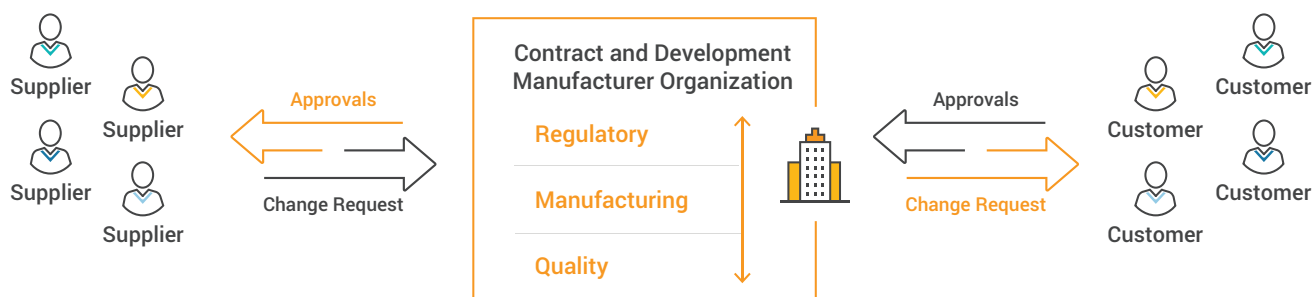 Supplier
Supplier
Supplier
Supplier
Approvals
Change Request
Contract and Development
Manufacturer Organization
Regulatory
Manufacturing
Quality
Approvals
Change Request
Customer
Customer
Customer
Customer